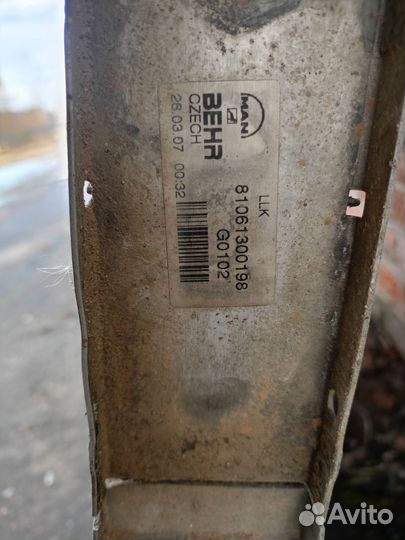 MAN
BEHR
CZECH
26.03.07 00:32
LLK
81061300198
G0102
Avito